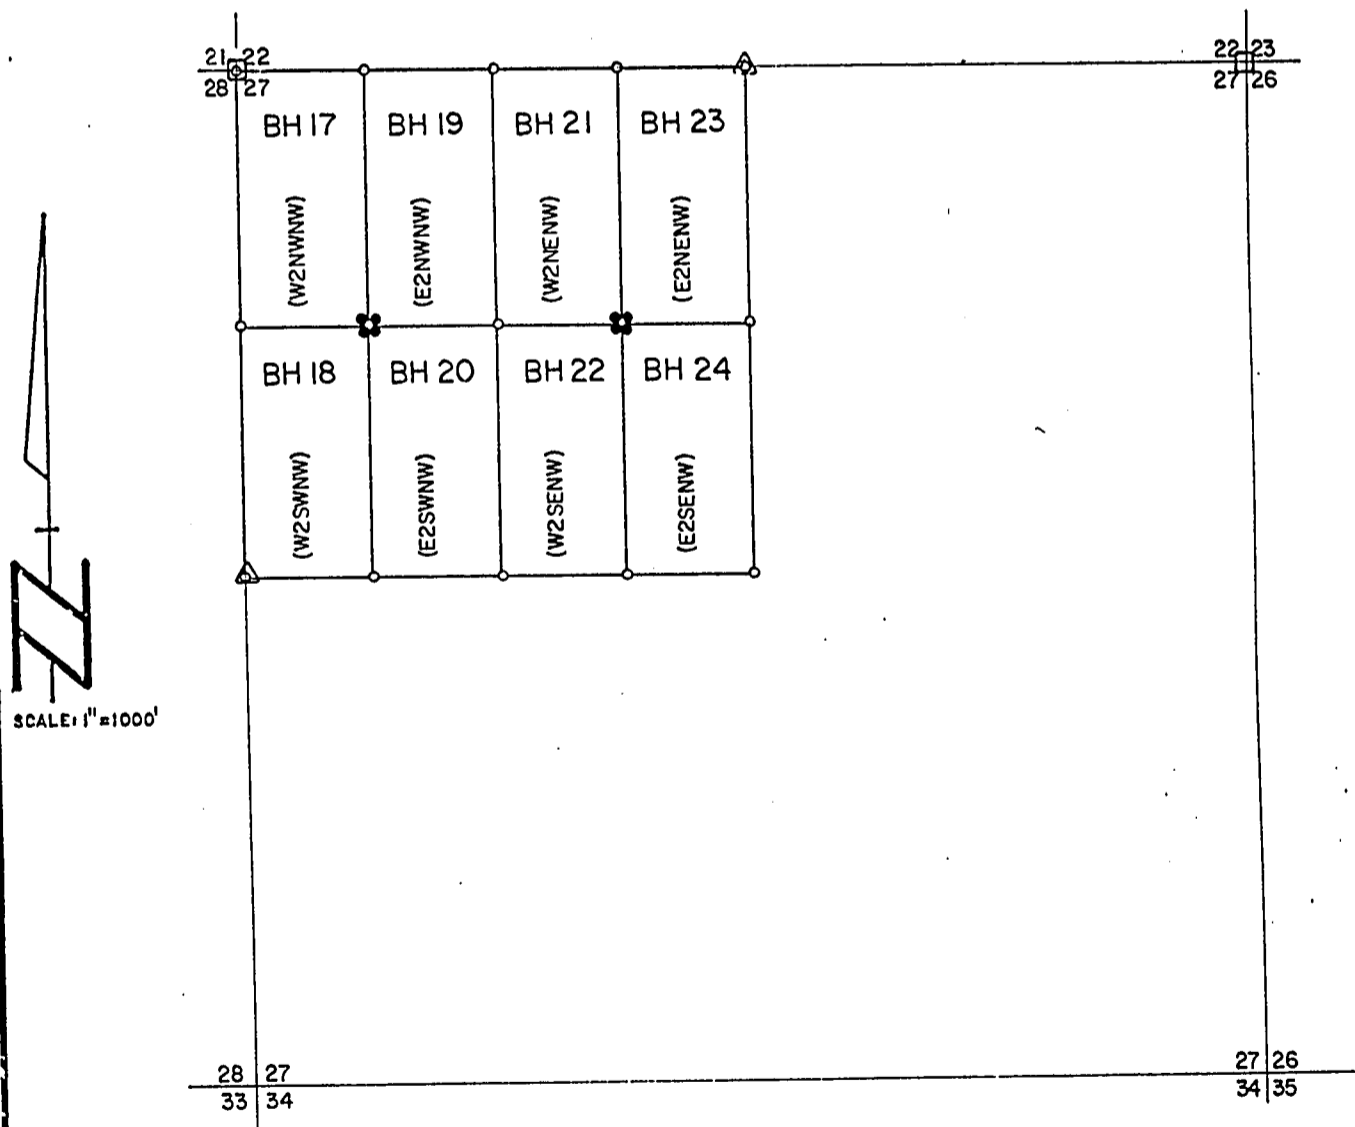 21 22 22 23
28 27 27 26
BH 17 BH 19 BH 21 BH 23
(W2NWNW) (E2NWNW) (W2NENW) (E2NENW)
BH 18 BH 20 BH 22 BH 24
(W2SWNW) (E2SWNW) (W2SENW) (E2SENW)
N
SCALE: 1"=1000'
28 27 27 26
33 34 34 35